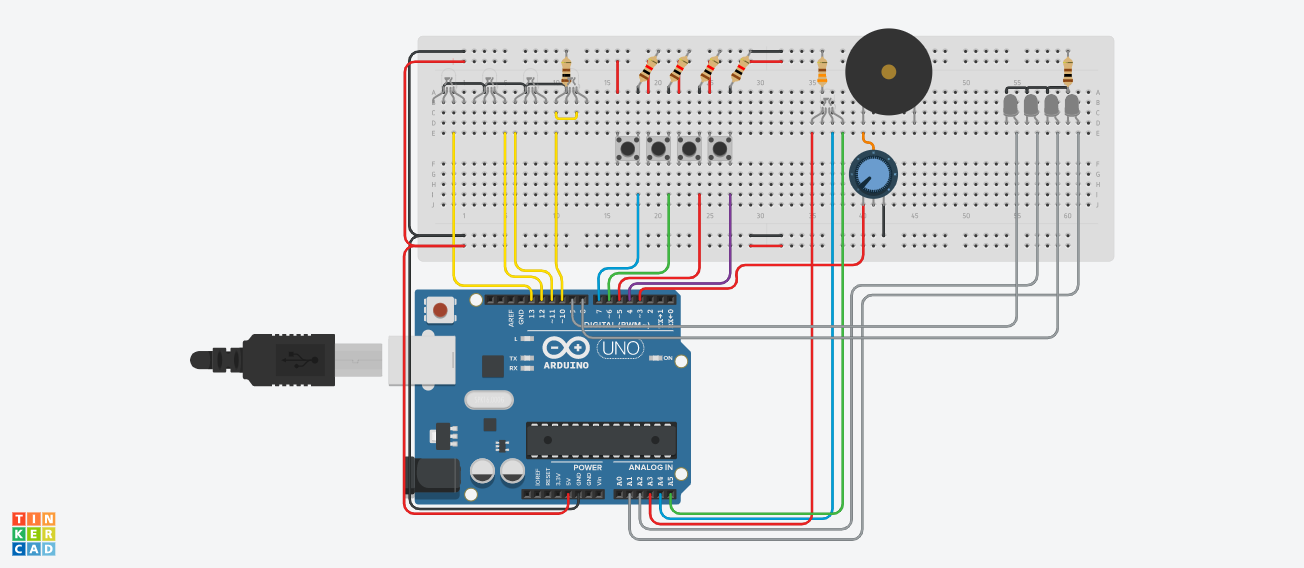 1 5 10 15 20 25 30 35 40 45 50 55 60
A
B
C
D
E
F
G
H
I
J
AREF
GND
13
12
~11
~10
7
~6
~5
4
~3
2
TX→1
RX←0
DIGITAL (PWM~)
L
TX
RX
ON
UNO
ARDUINO
POWER
ANALOG IN
IOREF
RESET
3.3V
5V
GND
GND
Vin
A0
A1
A2
A3
A4
A5
TIN
KER
CAD